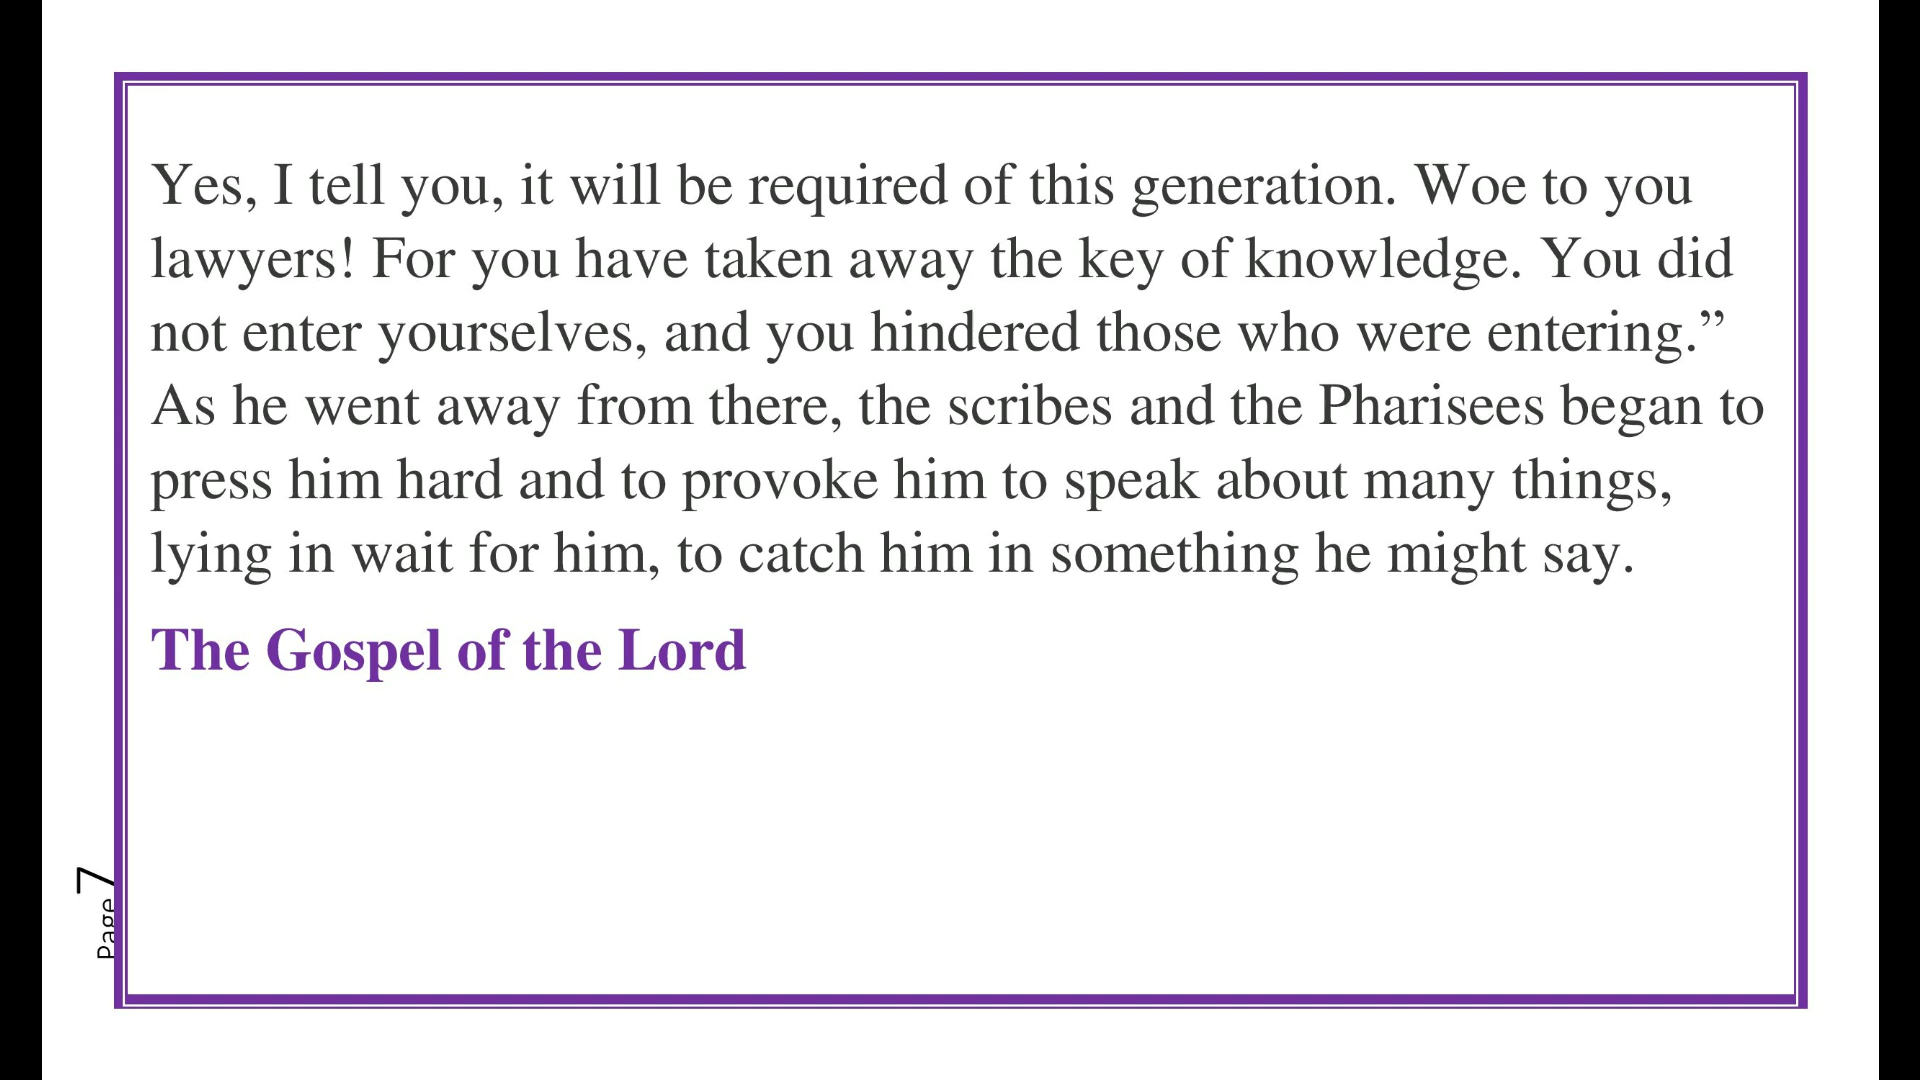 Yes, I tell you, it will be required of this generation. Woe to you
lawyers! For you have taken away the key of knowledge. You did
not enter yourselves, and you hindered those who were entering.”
As he went away from there, the scribes and the Pharisees began to
press him hard and to provoke him to speak about many things,
lying in wait for him, to catch him in something he might say.
The Gospel of the Lord
Page 7